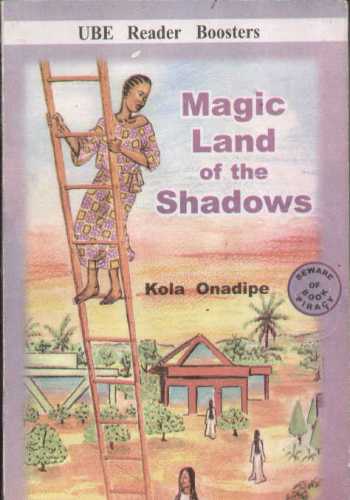 UBE Reader Boosters
Magic
Land
of the
Shadows
Kola Onadipe
BEWARE
OF
BOOK
PIRACY